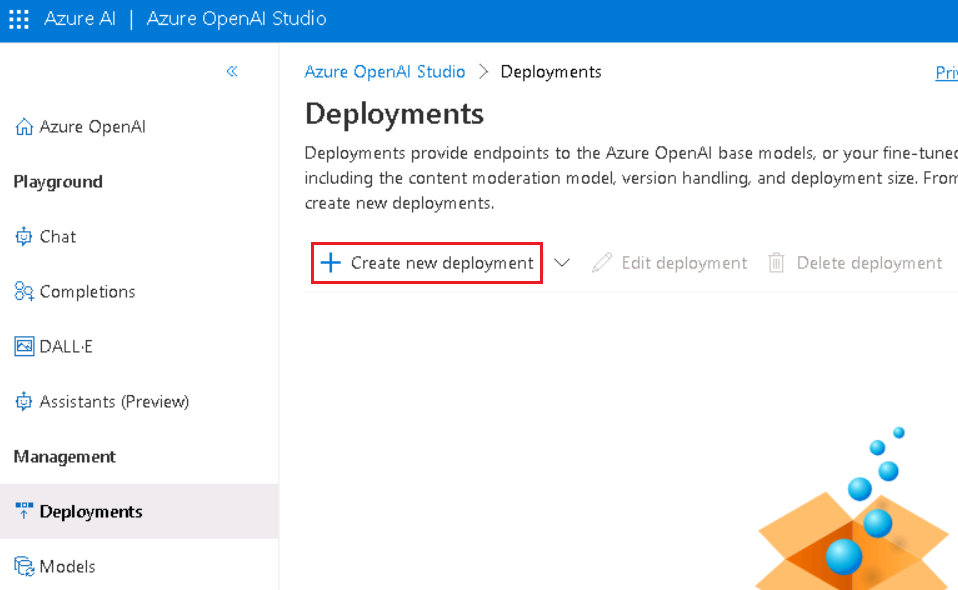 Azure AI | Azure OpenAI Studio
Azure OpenAI Studio > Deployments
Deployments
Deployments provide endpoints to the Azure OpenAI base models, or your fine-tuned
including the content moderation model, version handling, and deployment size. From
create new deployments.
Create new deployment
Edit deployment
Delete deployment
Azure OpenAI
Playground
Chat
Completions
DALL·E
Assistants (Preview)
Management
Deployments
Models